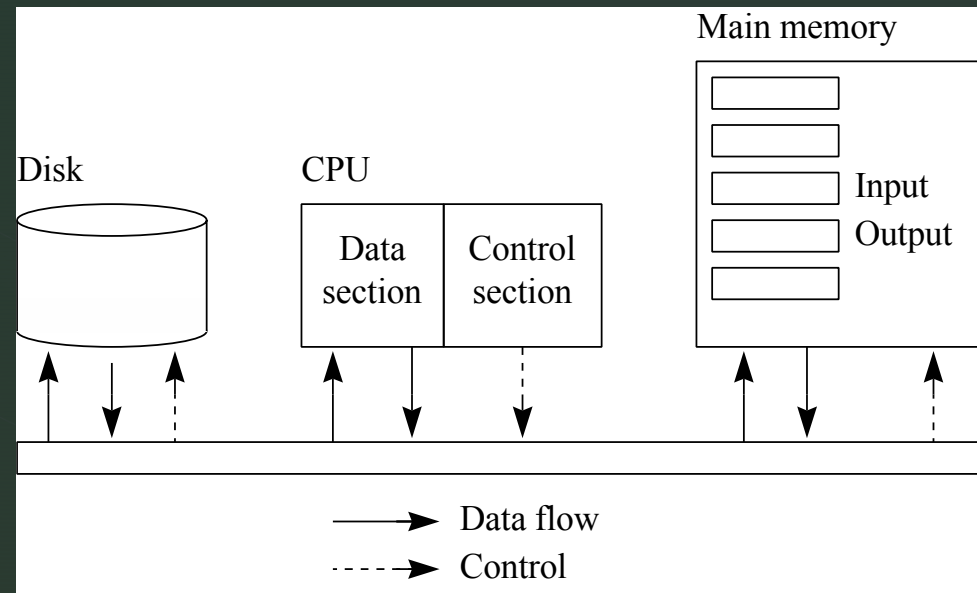 Main memory
Disk
CPU
Input
Data
section
Control
section
Output
Data flow
Control